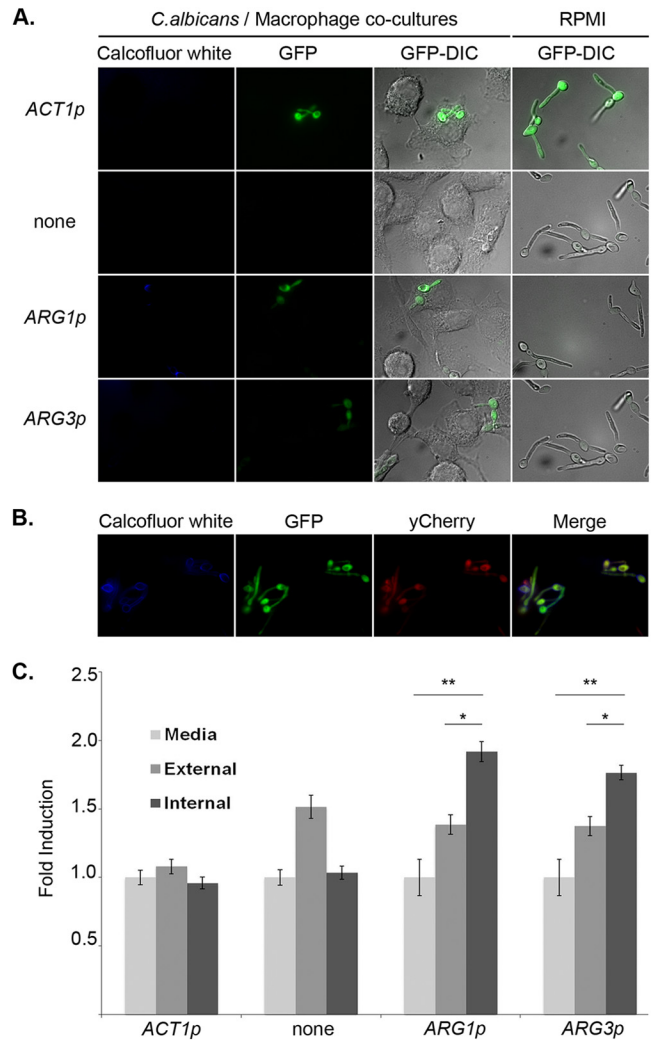 A.
C.albicans / Macrophage co-cultures RPMI
Calcofluor white GFP GFP-DIC GFP-DIC
ACT1p
none
ARG1p
ARG3p
B.
Calcofluor white GFP yCherry Merge
C.
2.5
2.0
1.5
1.0
0.5
Fold Induction
Media
External
Internal
** **
* *
ACT1p none ARG1p ARG3p